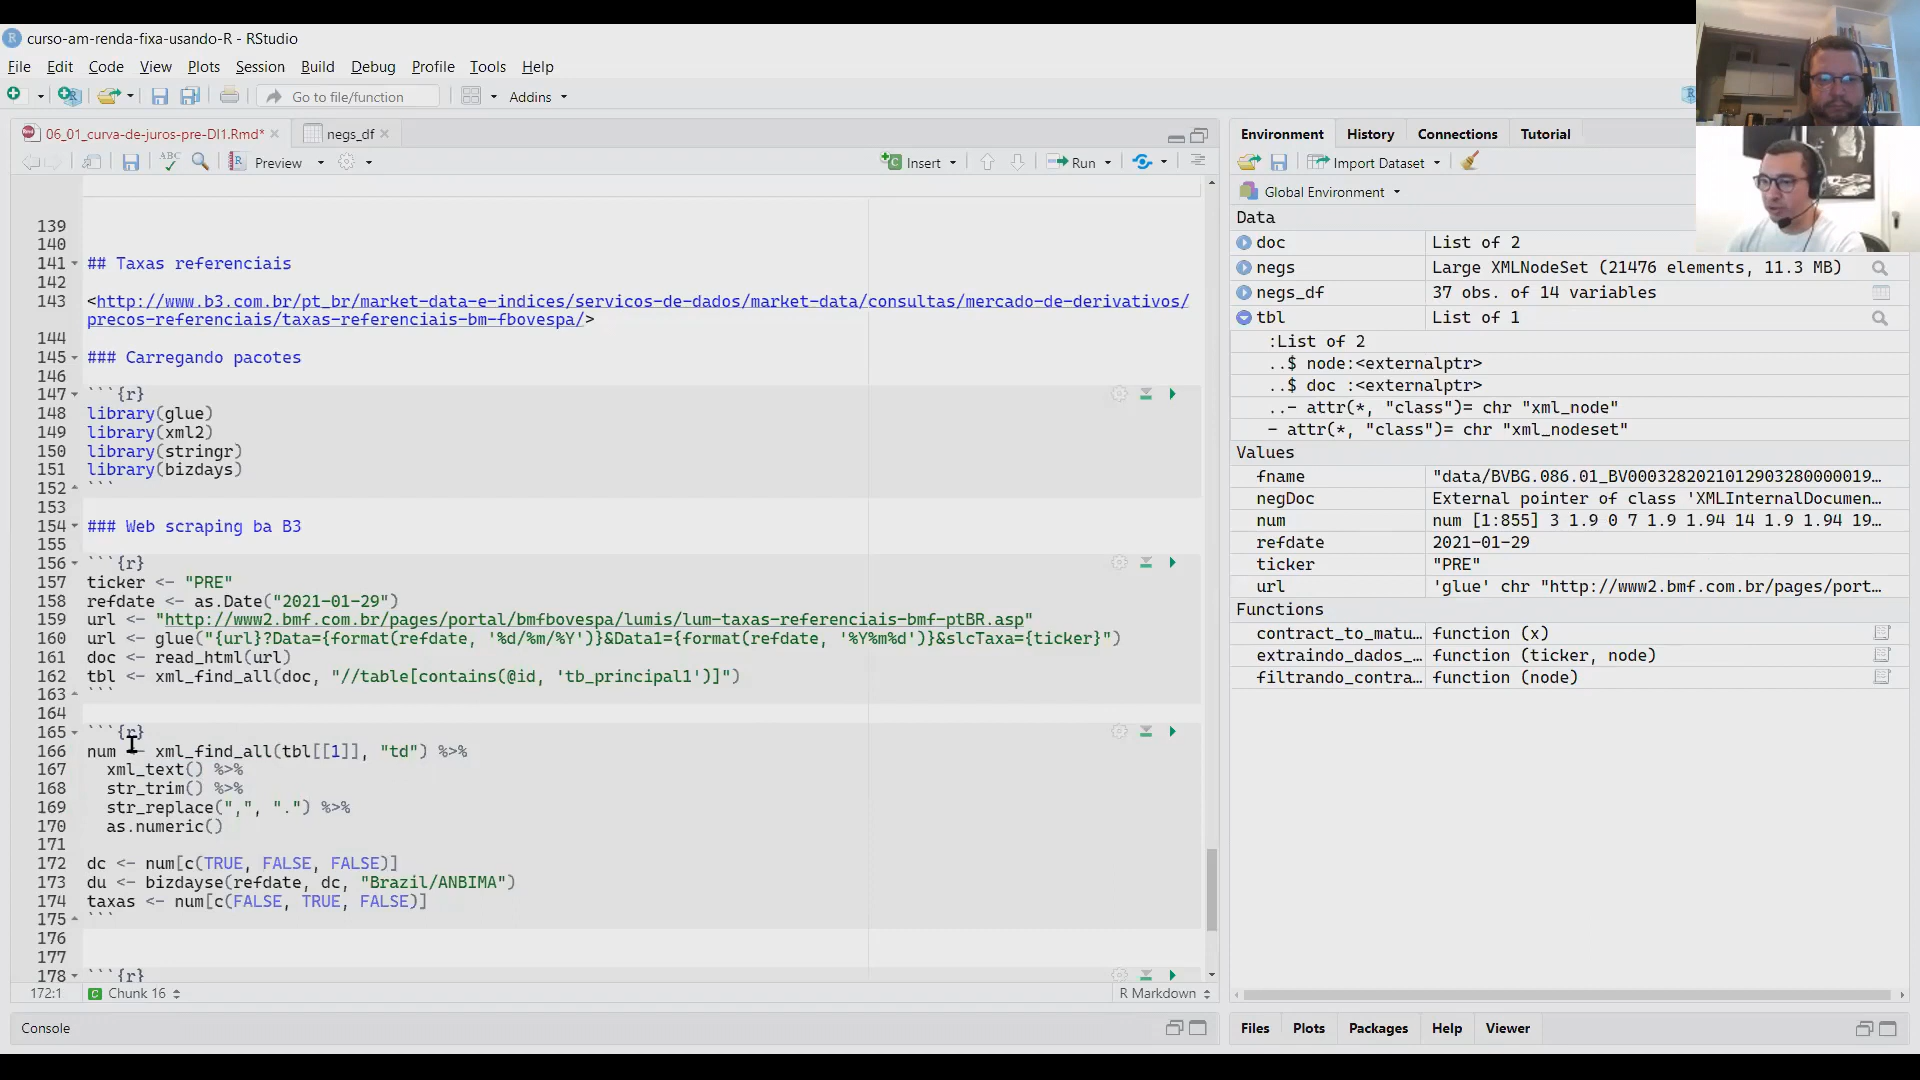 curso-am-renda-fixa-usando-R - RStudio
File Edit Code View Plots Session Build Debug Profile Tools Help
Go to file/function Addins
06_01_curva-de-juros-pre-DI1.Rmd* negs_df
Preview Insert Run
139
140
141 ## Taxas referenciais
142
143 <http://www.b3.com.br/pt_br/market-data-e-indices/servicos-de-dados/market-data/consultas/mercado-de-derivativos/
precos-referenciais/taxas-referenciais-bm-fbovespa/>
144
145 ### Carregando pacotes
146
147 ```{r}
148 library(glue)
149 library(xml2)
150 library(stringr)
151 library(bizdays)
152 ```
153
154 ### Web scraping ba B3
155
156 ```{r}
157 ticker <- "PRE"
158 refdate <- as.Date("2021-01-29")
159 url <- "http://www2.bmf.com.br/pages/portal/bmfbovespa/lumis/lum-taxas-referenciais-bmf-ptBR.asp"
160 url <- glue("{url}?Data={format(refdate, '%d/%m/%Y')}&Data1={format(refdate, '%Y%m%d')}&slcTaxa={ticker}")
161 doc <- read_html(url)
162 tbl <- xml_find_all(doc, "//table[contains(@id, 'tb_principal1')]")
163 ```
164
165 ```{r}
166 num <- xml_find_all(tbl[[1]], "td") %>%
167 xml_text() %>%
168 str_trim() %>%
169 str_replace(",", ".") %>%
170 as.numeric()
171
172 dc <- num[c(TRUE, FALSE, FALSE)]
173 du <- bizdayse(refdate, dc, "Brazil/ANBIMA")
174 taxas <- num[c(FALSE, TRUE, FALSE)]
175 ```
176
177
178 ```{r}
172:1 Chunk 16 R Markdown
Console
Environment History Connections Tutorial
Import Dataset
Global Environment
Data
doc List of 2
negs Large XMLNodeSet (21476 elements, 11.3 MB)
negs_df 37 obs. of 14 variables
tbl List of 1
:List of 2
..$ node:<externalptr>
..$ doc :<externalptr>
..- attr(*, "class")= chr "xml_node"
- attr(*, "class")= chr "xml_nodeset"
Values
fname "data/BVBG.086.01_BV000328202101290328000001​9…
negDoc External pointer of class 'XMLInternalDocumen…
num num [1:855] 3 1.9 0 7 1.9 1.94 14 1.9 1.94 19…
refdate 2021-01-29
ticker "PRE"
url 'glue' chr "http://www2.bmf.com.br/pages/port…
Functions
contract_to_matu… function (x)
extraindo_dados_… function (ticker, node)
filtrando_contra… function (node)
Files Plots Packages Help Viewer